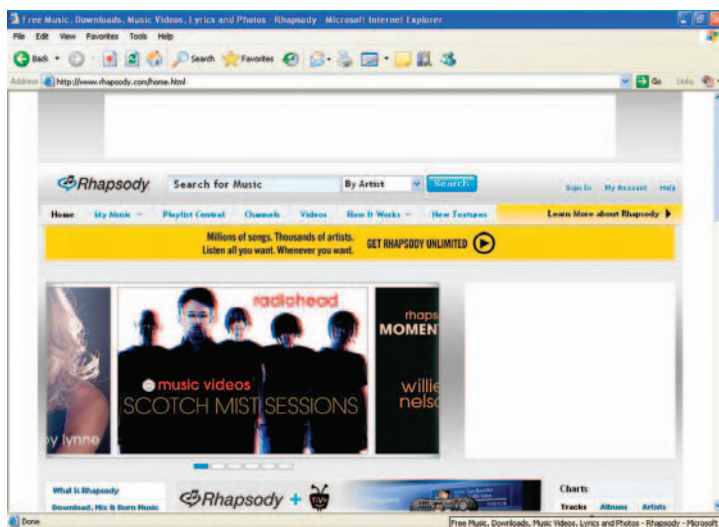 Free Music, Downloads, Music Videos, Lyrics and Photos - Rhapsody - Microsoft Internet Explorer
File Edit View Favorites Tools Help
Back Search Favorites
Address http://www.rhapsody.com/home.html Go Links
Rhapsody Search for Music By Artist Search Sign In My Account Help
Home My Music Playlist Central Channels Videos How It Works New Features Learn More about Rhapsody
Millions of songs. Thousands of artists.
Listen all you want. Whenever you want.
GET RHAPSODY UNLIMITED
radiohead
music videos
SCOTCH MIST SESSIONS
by lynne
rhaps
MOMEN
willie
nels
What Is Rhapsody
Download, Mix & Burn Music
Rhapsody + TiVo
Charts
Tracks Albums Artists
Done
Free Music, Downloads, Music Videos, Lyrics and Photos - Rhapsody - Microsof